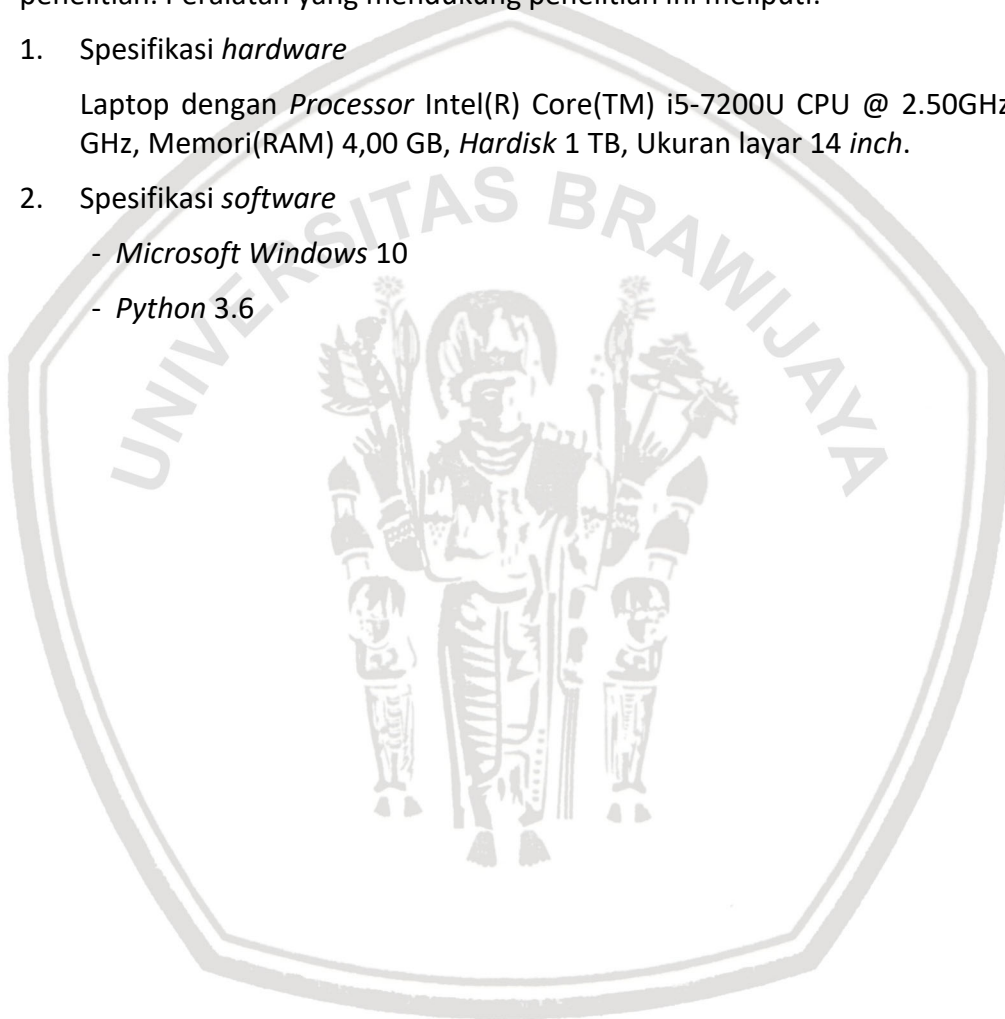 penelitian. Peralatan yang mendukung penelitian ini meliputi:
1. Spesifikasi hardware
Laptop dengan Processor Intel(R) Core(TM) i5-7200U CPU @ 2.50GHz
GHz, Memori(RAM) 4,00 GB, Hardisk 1 TB, Ukuran layar 14 inch.
2. Spesifikasi software
- Microsoft Windows 10
- Python 3.6
UNIVERSITAS BRAWIJAYA